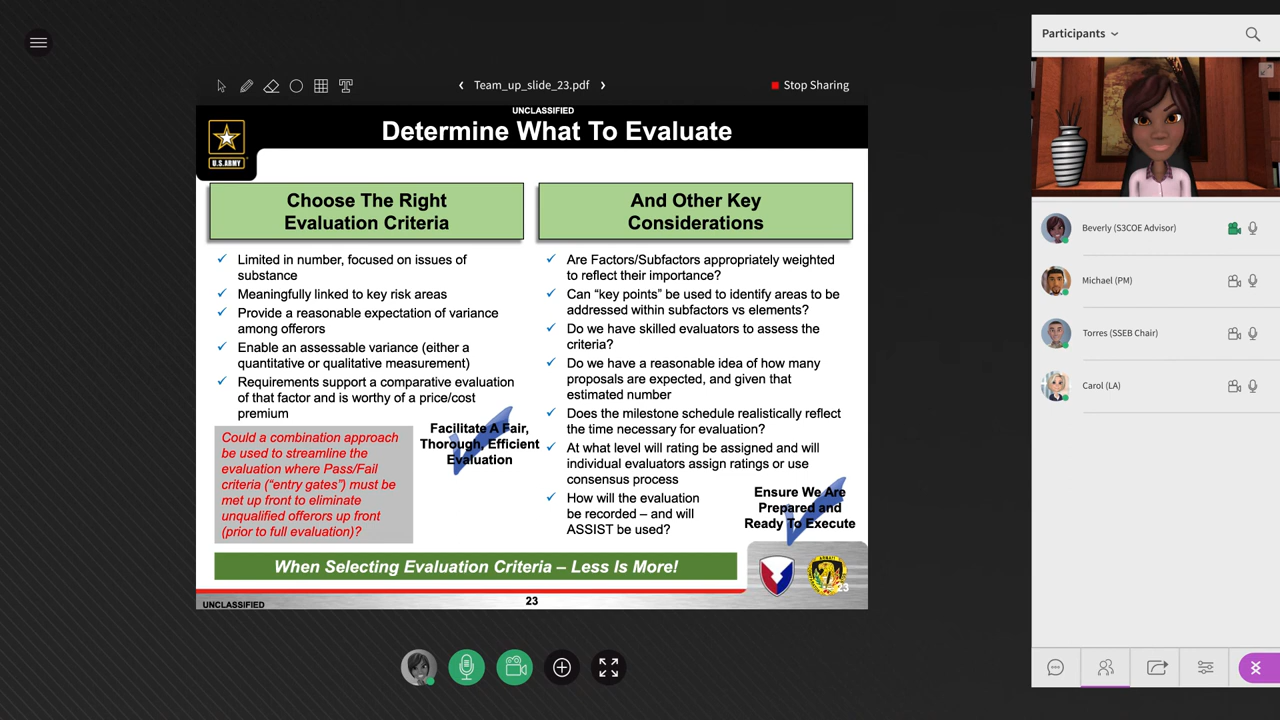 Participants
Team_up_slide_23.pdf
Stop Sharing
UNCLASSIFIED
Determine What To Evaluate
U.S.ARMY
Choose The Right
Evaluation Criteria
Limited in number, focused on issues of
substance
Meaningfully linked to key risk areas
Provide a reasonable expectation of variance
among offerors
Enable an assessable variance (either a
quantitative or qualitative measurement)
Requirements support a comparative evaluation
of that factor and is worthy of a price/cost
premium
Could a combination approach
be used to streamline the
evaluation where Pass/Fail
criteria (“entry gates”) must be
met up front to eliminate
unqualified offerors up front
(prior to full evaluation)?
Facilitate A Fair,
Thorough, Efficient
Evaluation
And Other Key
Considerations
Are Factors/Subfactors appropriately weighted
to reflect their importance?
Can “key points” be used to identify areas to be
addressed within subfactors vs elements?
Do we have skilled evaluators to assess the
criteria?
Do we have a reasonable idea of how many
proposals are expected, and given that
estimated number
Does the milestone schedule realistically reflect
the time necessary for evaluation?
At what level will rating be assigned and will
individual evaluators assign ratings or use
consensus process
How will the evaluation
be recorded – and will
ASSIST be used?
Ensure We Are
Prepared and
Ready To Execute
When Selecting Evaluation Criteria – Less Is More!
23
UNCLASSIFIED
23
Beverly (S3COE Advisor)
Michael (PM)
Torres (SSEB Chair)
Carol (LA)